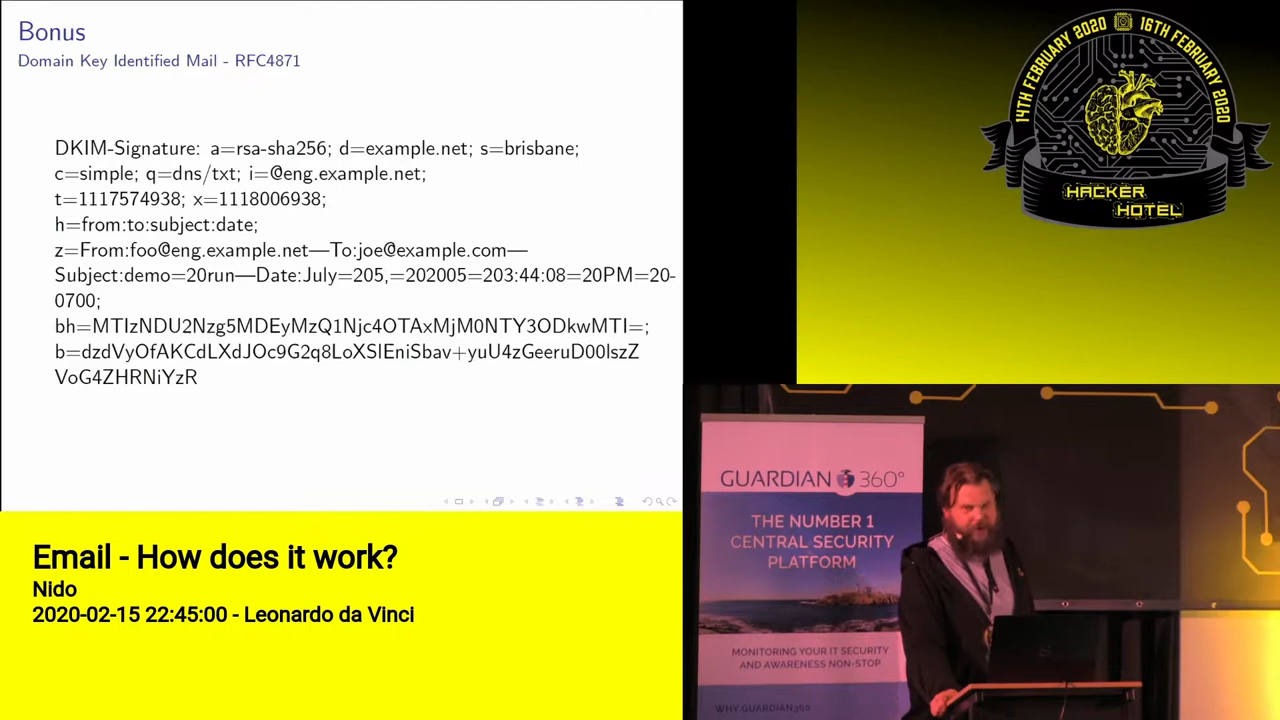 Bonus
Domain Key Identified Mail - RFC4871
DKIM-Signature: a=rsa-sha256; d=example.net; s=brisbane;
c=simple; q=dns/txt; i=@eng.example.net;
t=1117574938; x=1118006938;
h=from:to:subject:date;
z=From:foo@eng.example.net—To:joe@example.com—
Subject:demo=20run—Date:July=205,=202005=203:44:08=20PM=20-
0700;
bh=MTIzNDU2Nzg5MDEyMzQ1Njc4OTAxMjM0NTY3ODkwMTI=;
b=dzdVyOfAKCdLXdJOc9G2q8LoXSlEniSbav+yuU4zGeeruD00lszZ
VoG4ZHRNiYzR
Email - How does it work?
Nido
2020-02-15 22:45:00 - Leonardo da Vinci
14TH FEBRUARY 2020
16TH FEBRUARY 2020
HACKER
HOTEL
GUARDIAN 360°
THE NUMBER 1
CENTRAL SECURITY
PLATFORM
MONITORING YOUR IT SECURITY
AND AWARENESS NON-STOP
WHY GUARDIAN360